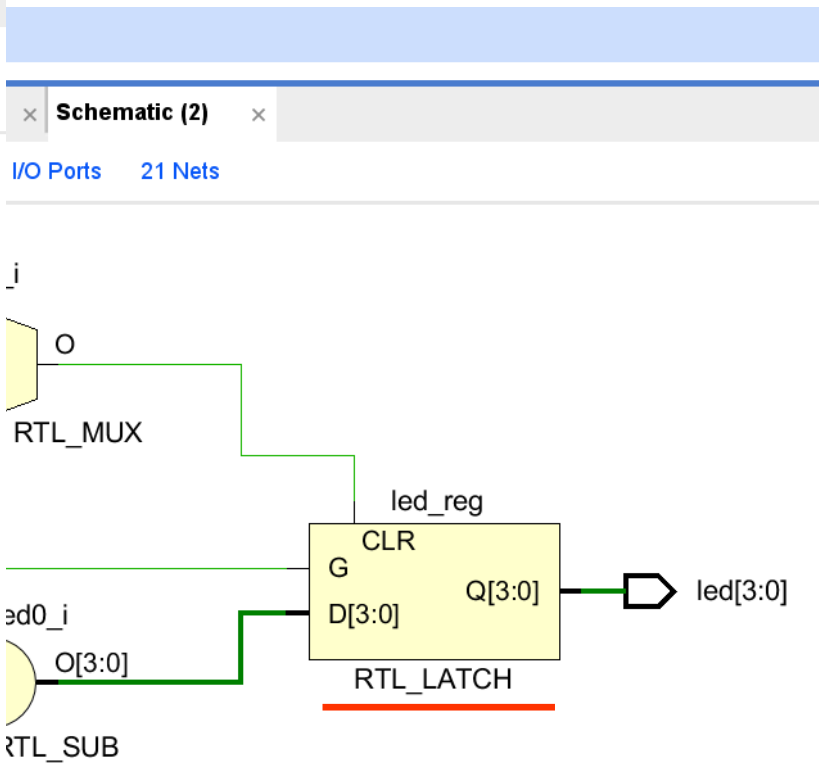 × Schematic (2) ×
I/O Ports 21 Nets
_i
O
RTL_MUX
led_reg
CLR
G
Q[3:0]
led[3:0]
D[3:0]
ed0_i
O[3:0]
RTL_LATCH
RTL_SUB